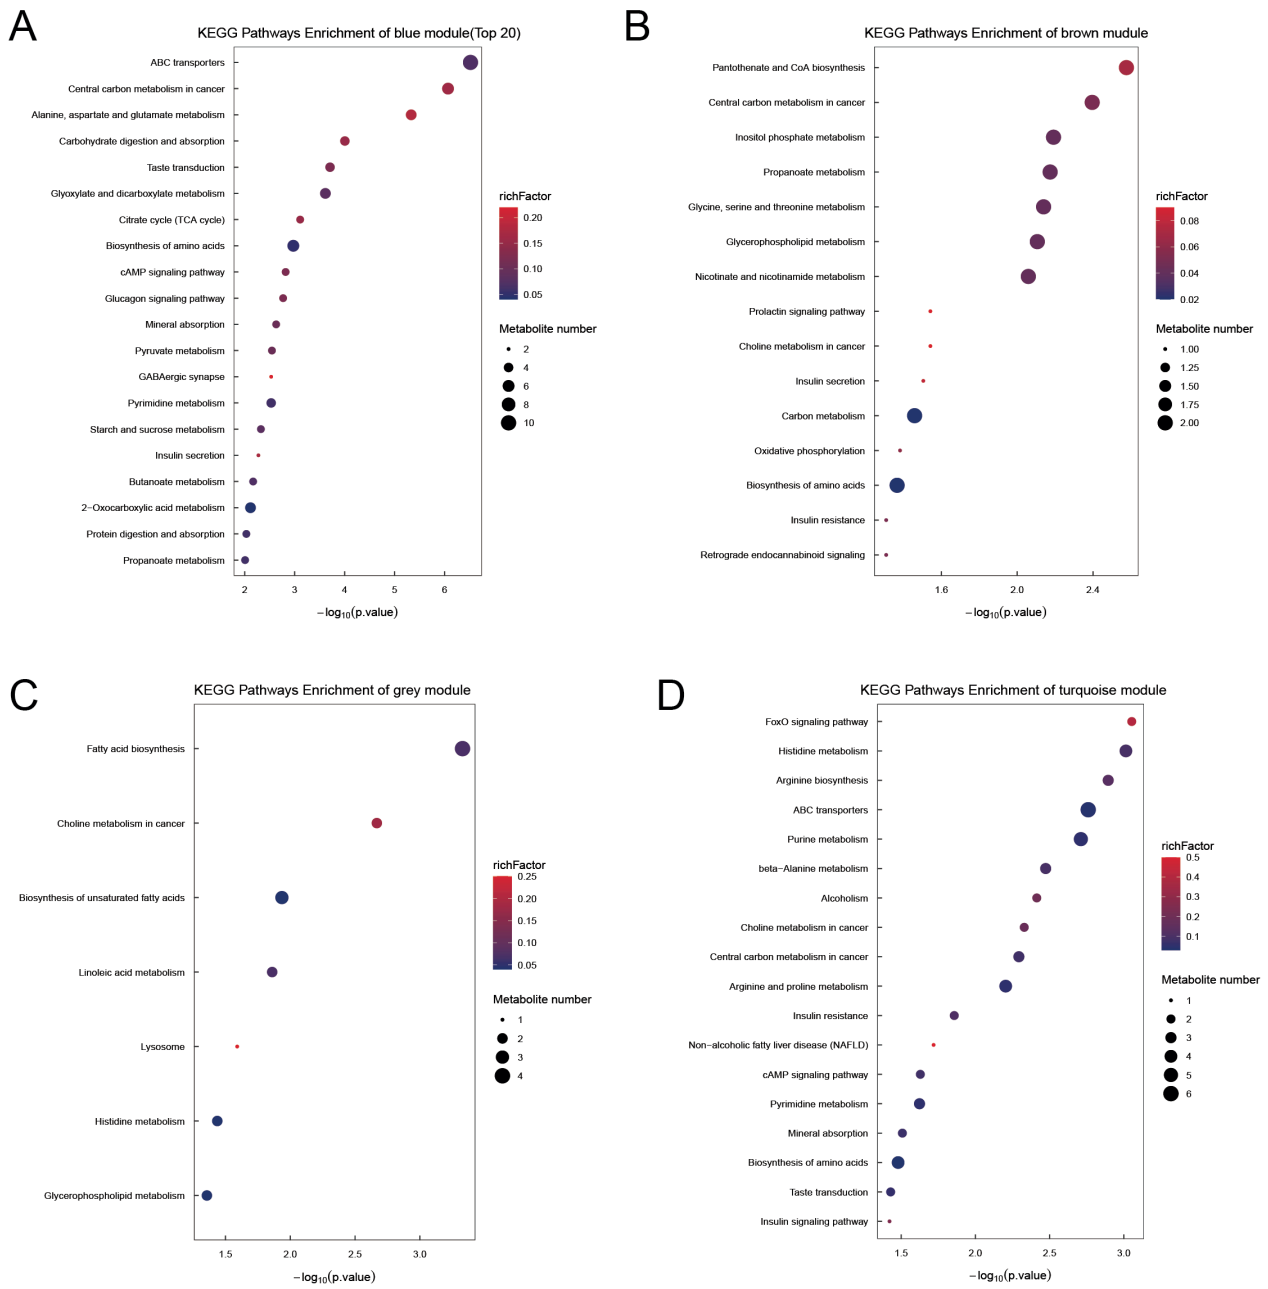 A
KEGG Pathways Enrichment of blue module(Top 20)
ABC transporters
Central carbon metabolism in cancer
Alanine, aspartate and glutamate metabolism
Carbohydrate digestion and absorption
Taste transduction
Glyoxylate and dicarboxylate metabolism
Citrate cycle (TCA cycle)
Biosynthesis of amino acids
cAMP signaling pathway
Glucagon signaling pathway
Mineral absorption
Pyruvate metabolism
GABAergic synapse
Pyrimidine metabolism
Starch and sucrose metabolism
Insulin secretion
Butanoate metabolism
2−Oxocarboxylic acid metabolism
Protein digestion and absorption
Propanoate metabolism
2 3 4 5 6
−log10(p.value)
richFactor
0.20
0.15
0.10
0.05
Metabolite number
2
4
6
8
10
B
KEGG Pathways Enrichment of brown mudule
Pantothenate and CoA biosynthesis
Central carbon metabolism in cancer
Inositol phosphate metabolism
Propanoate metabolism
Glycine, serine and threonine metabolism
Glycerophospholipid metabolism
Nicotinate and nicotinamide metabolism
Prolactin signaling pathway
Choline metabolism in cancer
Insulin secretion
Carbon metabolism
Oxidative phosphorylation
Biosynthesis of amino acids
Insulin resistance
Retrograde endocannabinoid signaling
1.6 2.0 2.4
−log10(p.value)
richFactor
0.08
0.06
0.04
0.02
Metabolite number
1.00
1.25
1.50
1.75
2.00
C
KEGG Pathways Enrichment of grey module
Fatty acid biosynthesis
Choline metabolism in cancer
Biosynthesis of unsaturated fatty acids
Linoleic acid metabolism
Lysosome
Histidine metabolism
Glycerophospholipid metabolism
1.5 2.0 2.5 3.0
−log10(p.value)
richFactor
0.25
0.20
0.15
0.10
0.05
Metabolite number
1
2
3
4
D
KEGG Pathways Enrichment of turquoise module
FoxO signaling pathway
Histidine metabolism
Arginine biosynthesis
ABC transporters
Purine metabolism
beta−Alanine metabolism
Alcoholism
Choline metabolism in cancer
Central carbon metabolism in cancer
Arginine and proline metabolism
Insulin resistance
Non−alcoholic fatty liver disease (NAFLD)
cAMP signaling pathway
Pyrimidine metabolism
Mineral absorption
Biosynthesis of amino acids
Taste transduction
Insulin signaling pathway
1.5 2.0 2.5 3.0
−log10(p.value)
richFactor
0.5
0.4
0.3
0.2
0.1
Metabolite number
1
2
3
4
5
6